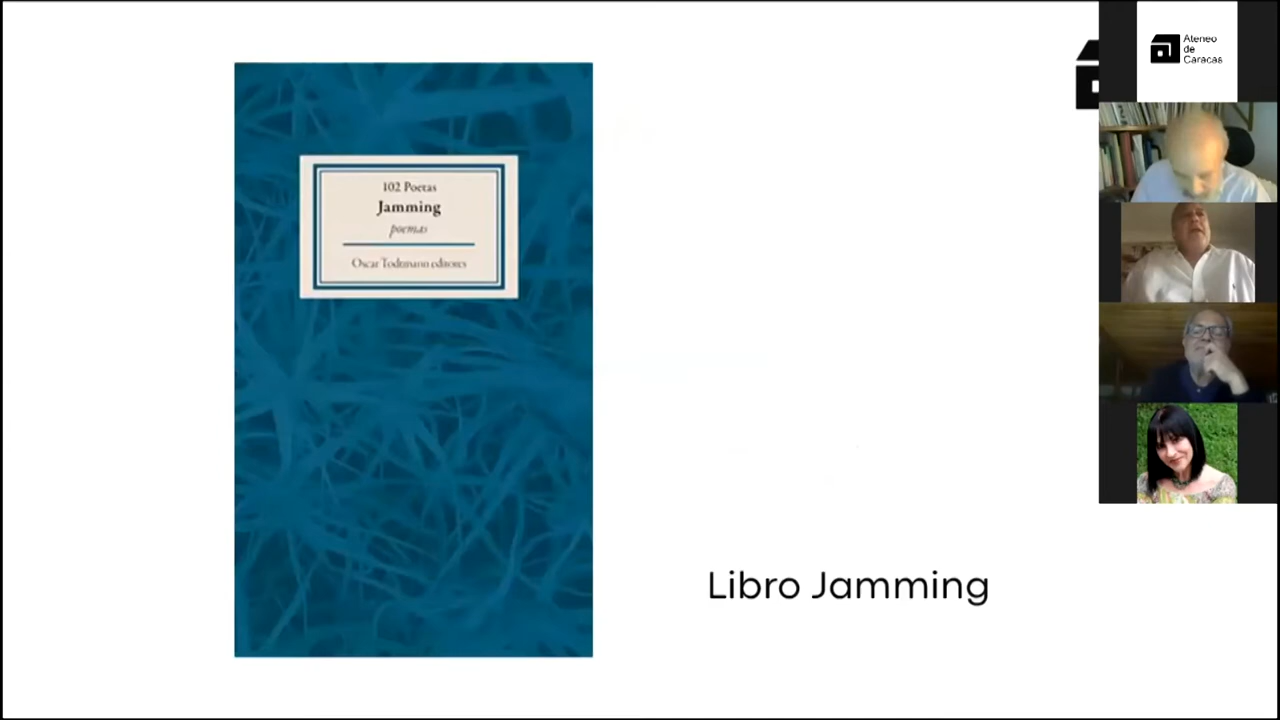 102 Poetas
Jamming
poemas
Oscar Todtmann editores
Libro Jamming
Ateneo
de
Caracas